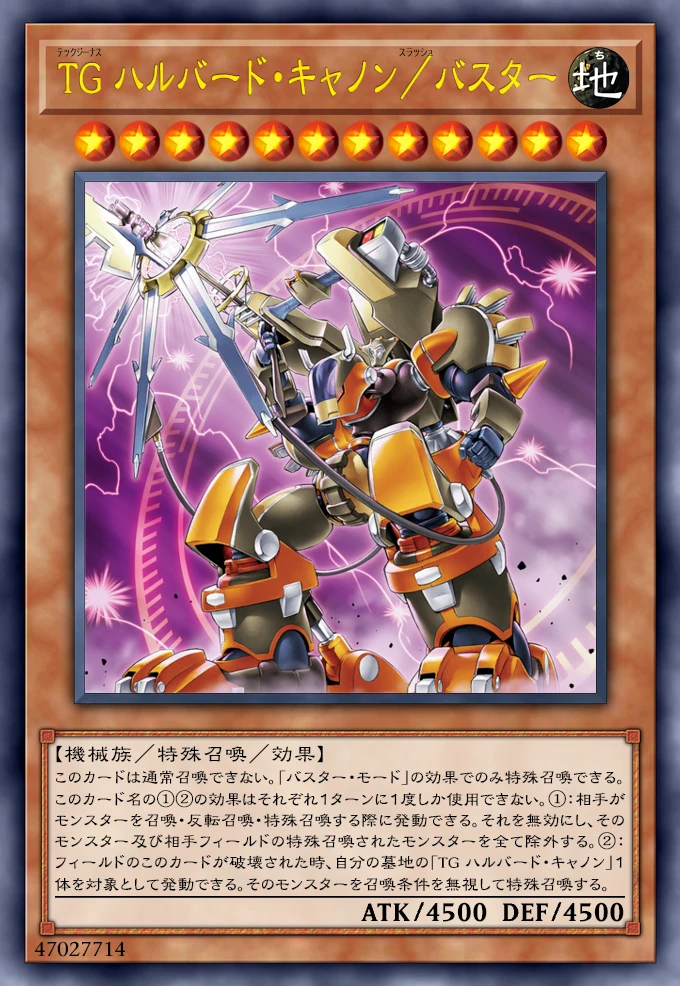 テックジーナス スラッシュ
TG ハルバード・キャノン／バスター
ち
地
【機械族／特殊召喚／効果】
このカードは通常召喚できない。「バスター・モード」の効果でのみ特殊召喚できる。
このカード名の①②の効果はそれぞれ1ターンに1度しか使用できない。①：相手が
モンスターを召喚・反転召喚・特殊召喚する際に発動できる。それを無効にし、その
モンスター及び相手フィールドの特殊召喚されたモンスターを全て除外する。②：
フィールドのこのカードが破壊された時、自分の墓地の「TG ハルバード・キャノン」1
体を対象として発動できる。そのモンスターを召喚条件を無視して特殊召喚する。
ATK/4500 DEF/4500
47027714